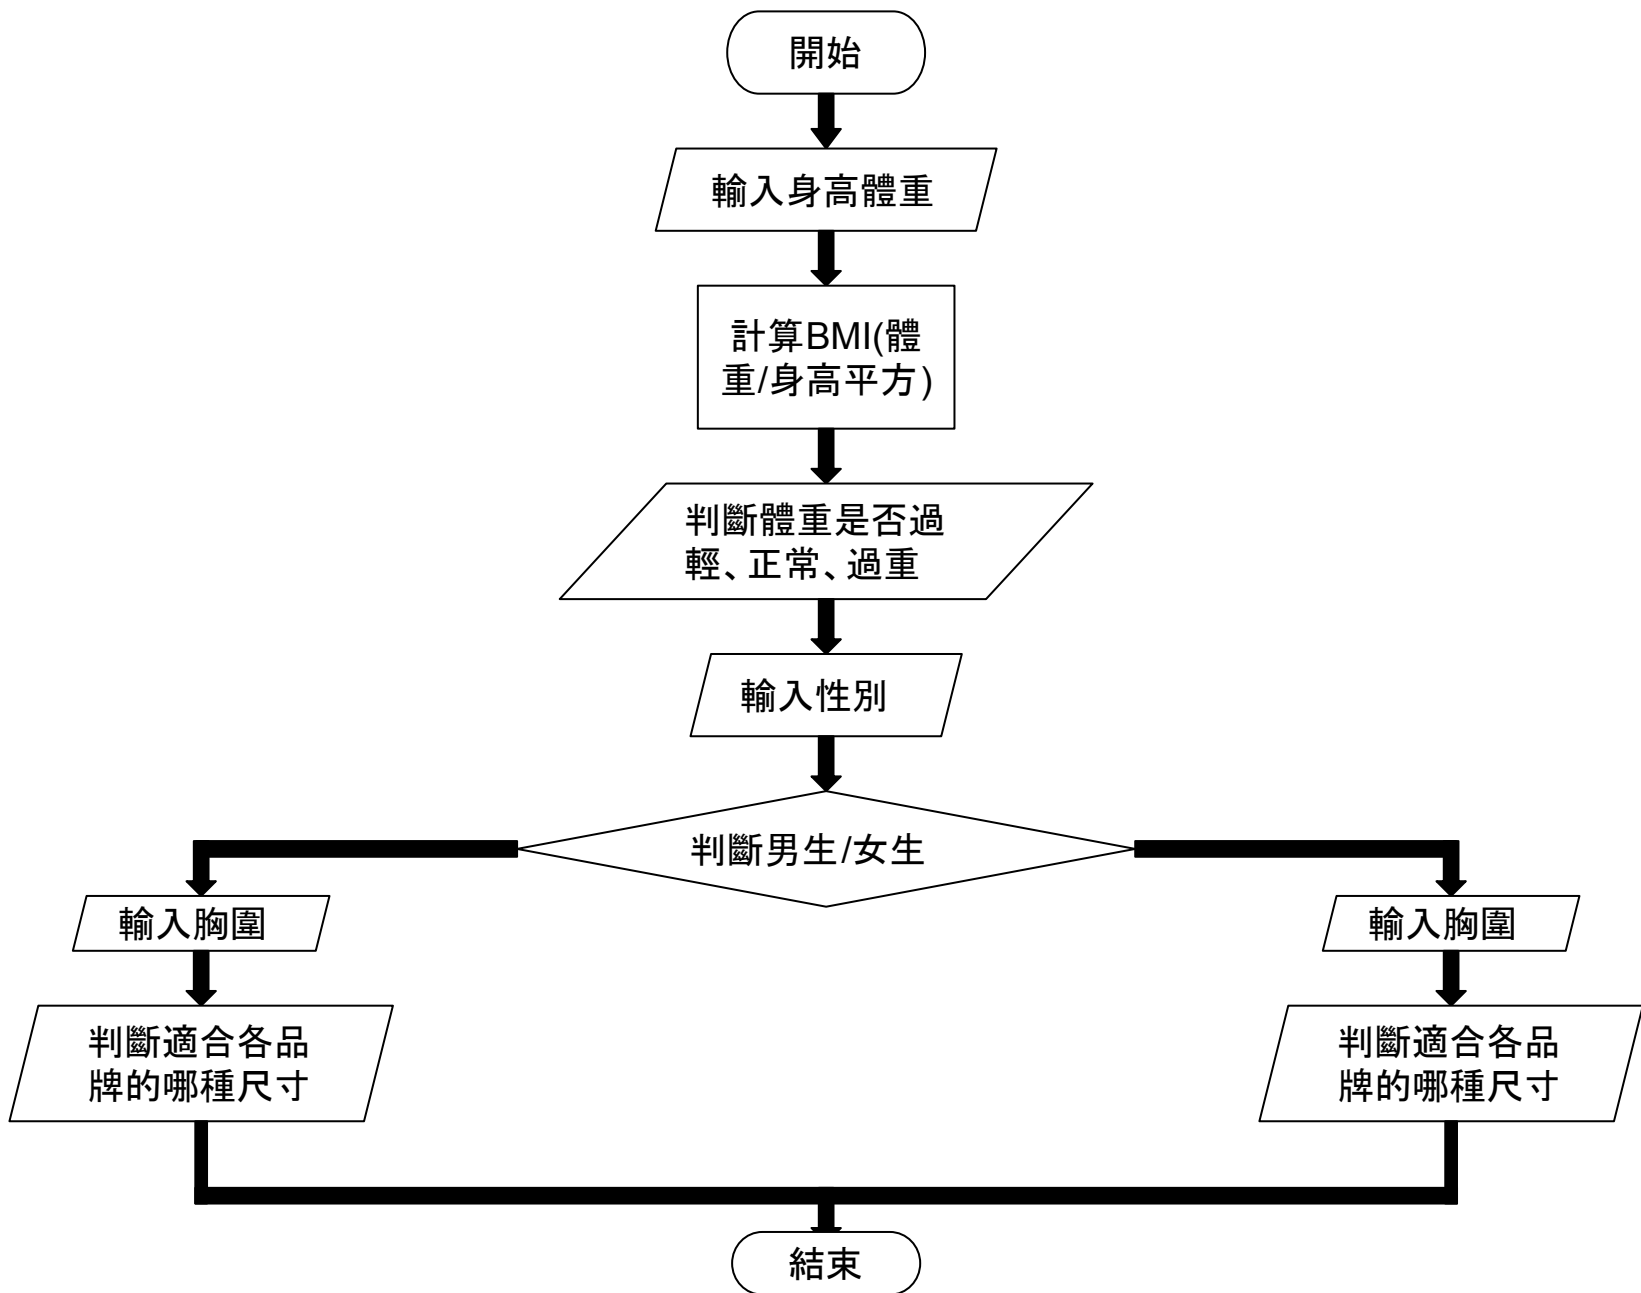 開始
輸入身高體重
計算BMI(體
重/身高平方)
判斷體重是否過
輕、正常、過重
輸入性別
判斷男生/女生
輸入胸圍
判斷適合各品
牌的哪種尺寸
輸入胸圍
判斷適合各品
牌的哪種尺寸
結束